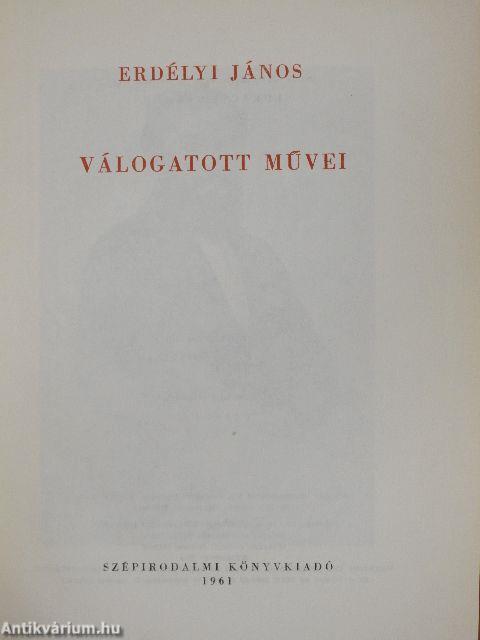 ERDÉLYI JÁNOS
VÁLOGATOTT MŰVEI
SZÉPIRODALMI KÖNYVKIADÓ
1961
Antikvárium.hu